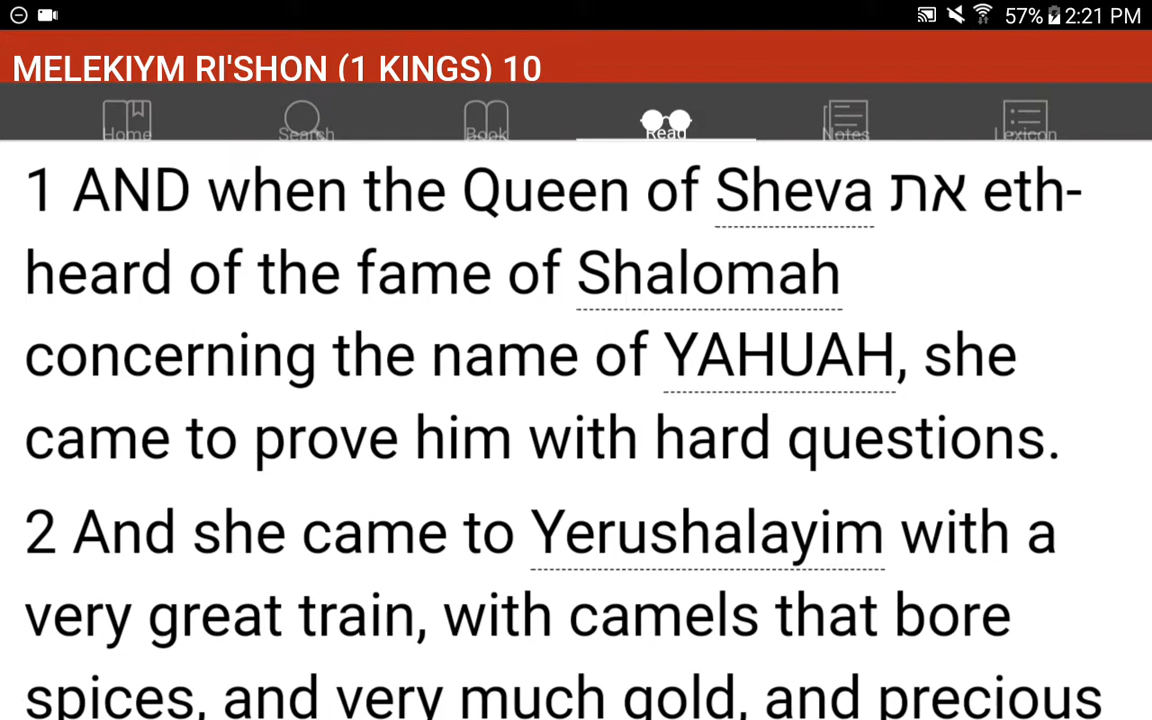 57% 2:21 PM
MELEKIYM RI'SHON (1 KINGS) 10
Home Search Book Read Notes Lexicon
1 AND when the Queen of Sheva את eth-
heard of the fame of Shalomah
concerning the name of YAHUAH, she
came to prove him with hard questions.
2 And she came to Yerushalayim with a
very great train, with camels that bore
spices, and very much gold, and precious